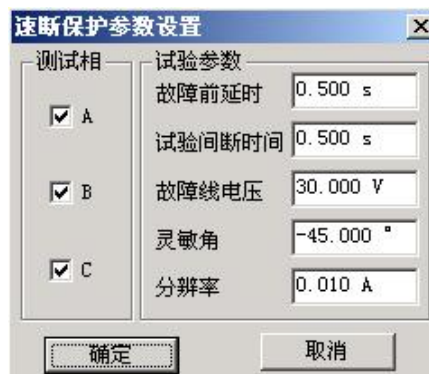 速断保护参数设置
测试相
A
B
C
试验参数
故障前延时 0.500 s
试验间断时间 0.500 s
故障线电压 30.000 V
灵敏角 -45.000 °
分辨率 0.010 A
确定 取消